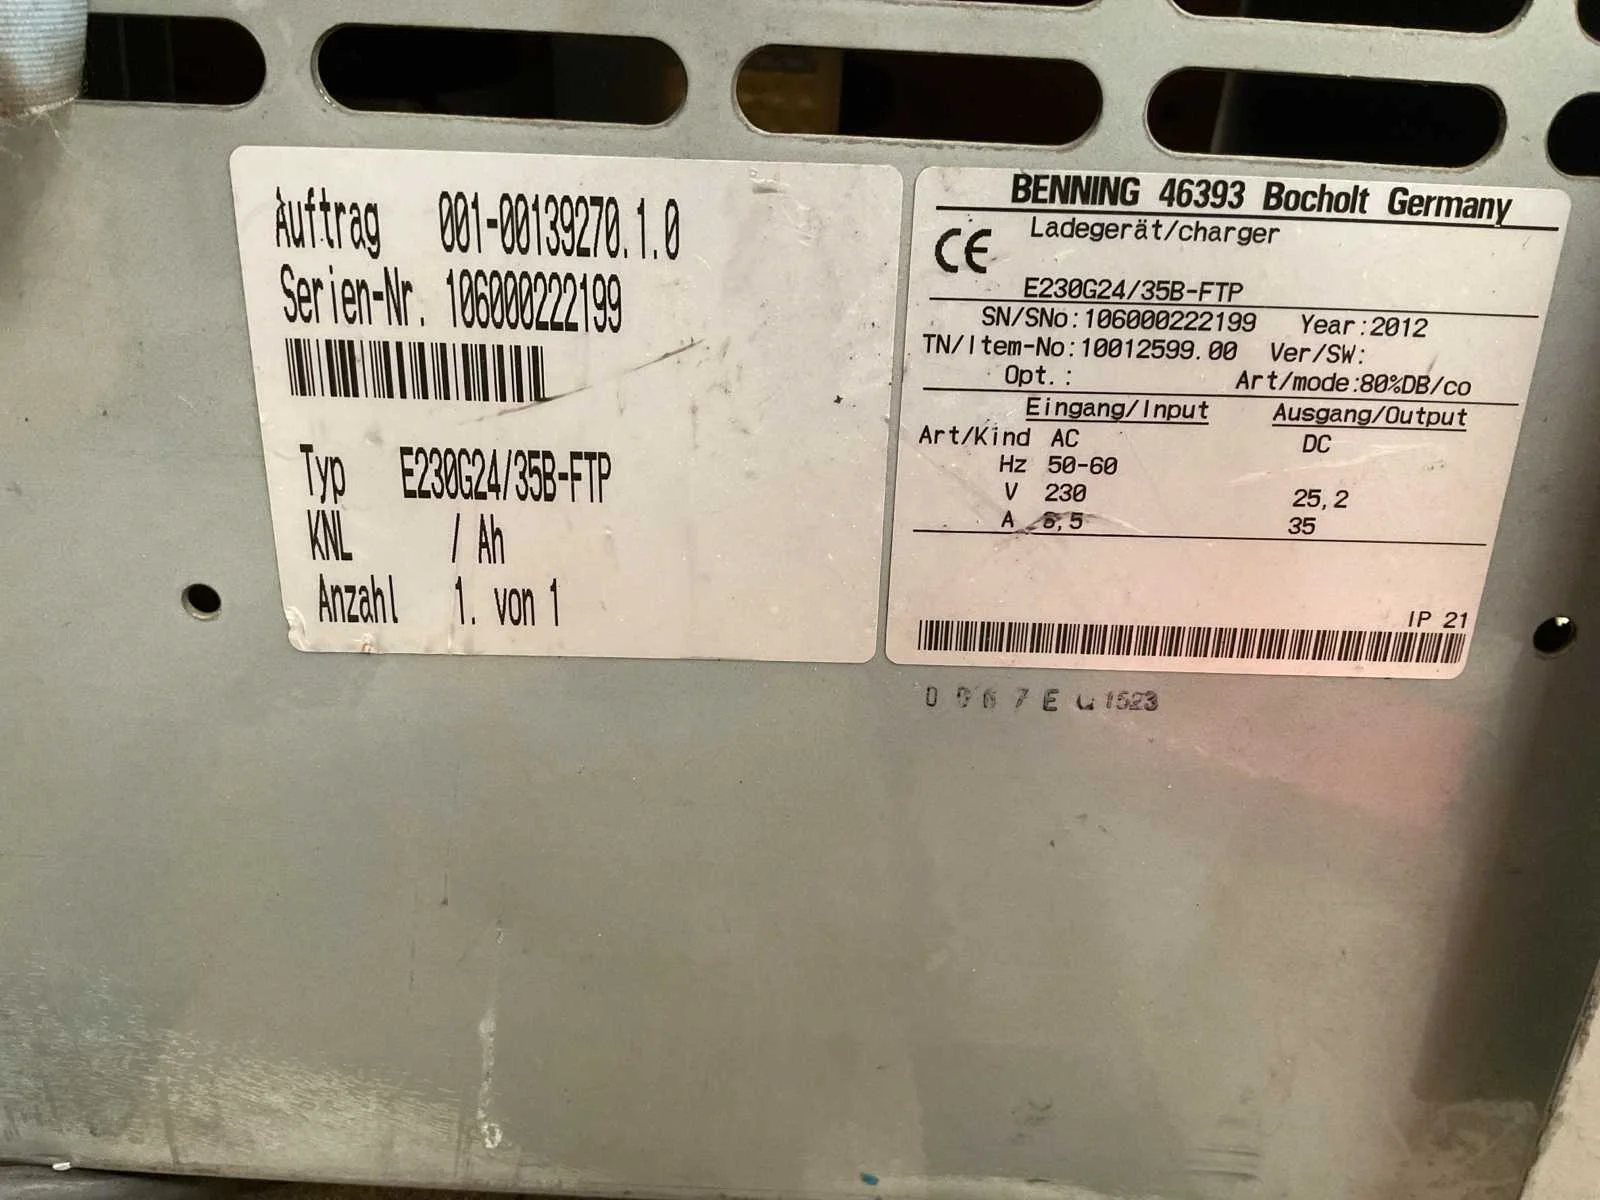 Auftrag 001-00139270.1.0
Serien-Nr. 106000222199
Typ E230G24/35B-FTP
KNL / Ah
Anzahl 1. von 1
BENNING 46393 Bocholt Germany
CE Ladegerät/charger
E230G24/35B-FTP
SN/SNo:106000222199 Year:2012
TN/Item-No:10012599.00 Ver/SW:
Opt.: Art/mode:80%DB/co
Eingang/Input Ausgang/Output
Art/Kind AC DC
Hz 50-60
V 230 25,2
A 35
IP 21